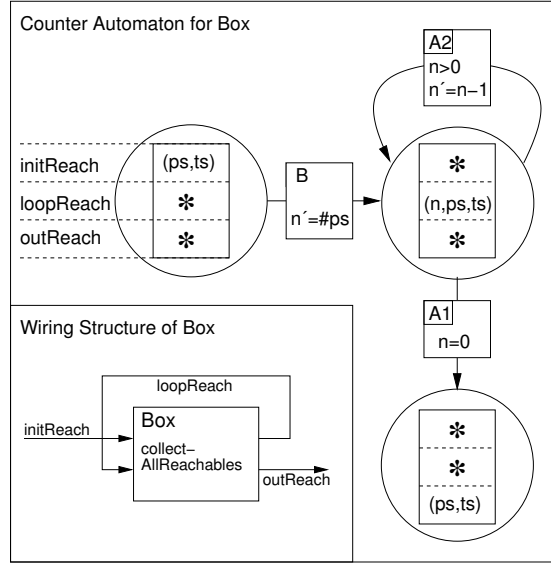 Counter Automaton for Box
A2
n>0
n´=n−1
initReach
(ps,ts)
*
loopReach
*
B
n´=#ps
(n,ps,ts)
outReach
*
*
A1
n=0
Wiring Structure of Box
loopReach
initReach
Box
collect−
AllReachables
outReach
*
*
(ps,ts)